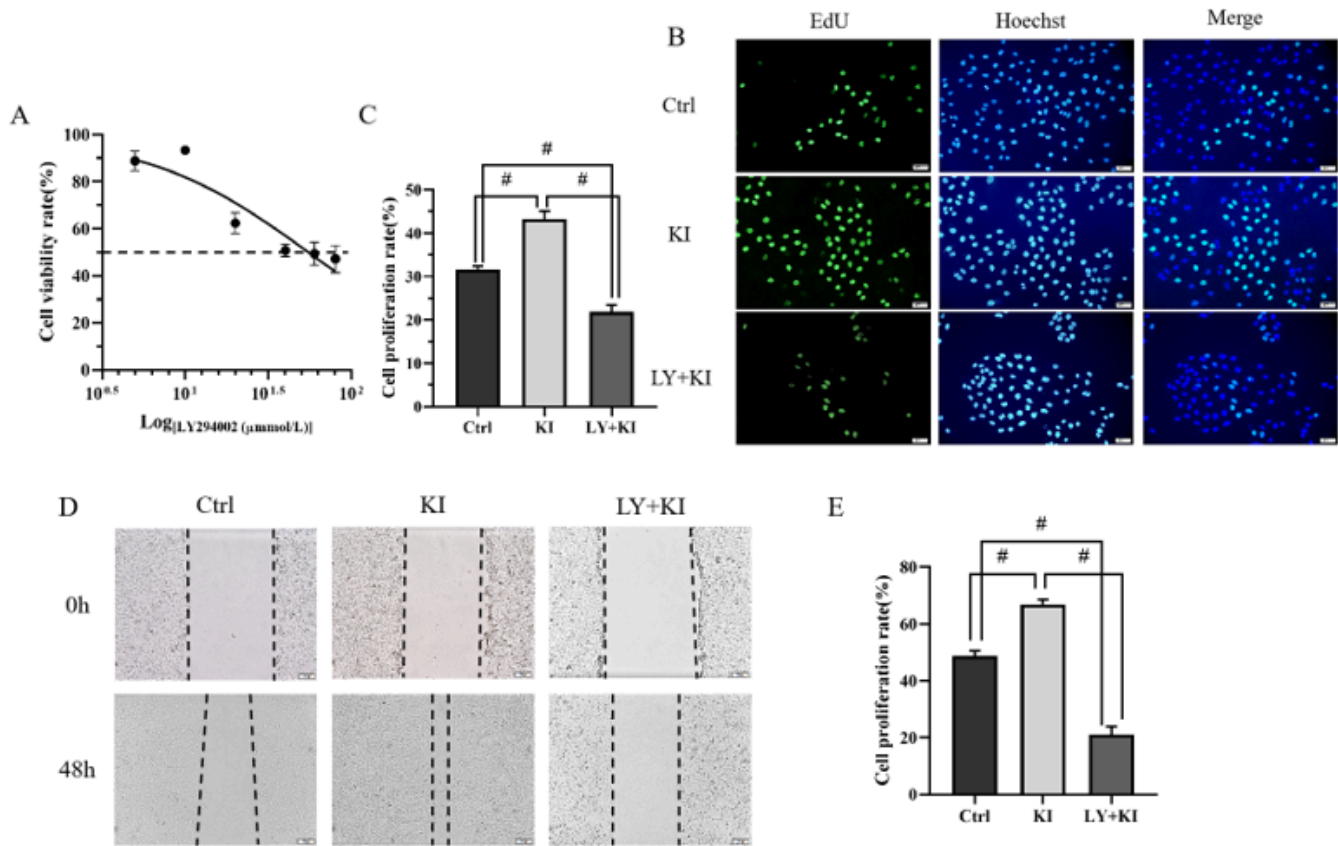 A
Cell viability rate(%)
100
80
60
40
20
0
10^0.5 10^1 10^1.5 10^2
Log[LY294002 (μmmol/L)]
C
Cell proliferation rate(%)
50
40
30
20
10
0
# # #
Ctrl KI LY+KI
B
EdU Hoechst Merge
Ctrl
KI
LY+KI
D
Ctrl KI LY+KI
0h
48h
E
Cell proliferation rate(%)
80
60
40
20
0
# # #
Ctrl KI LY+KI